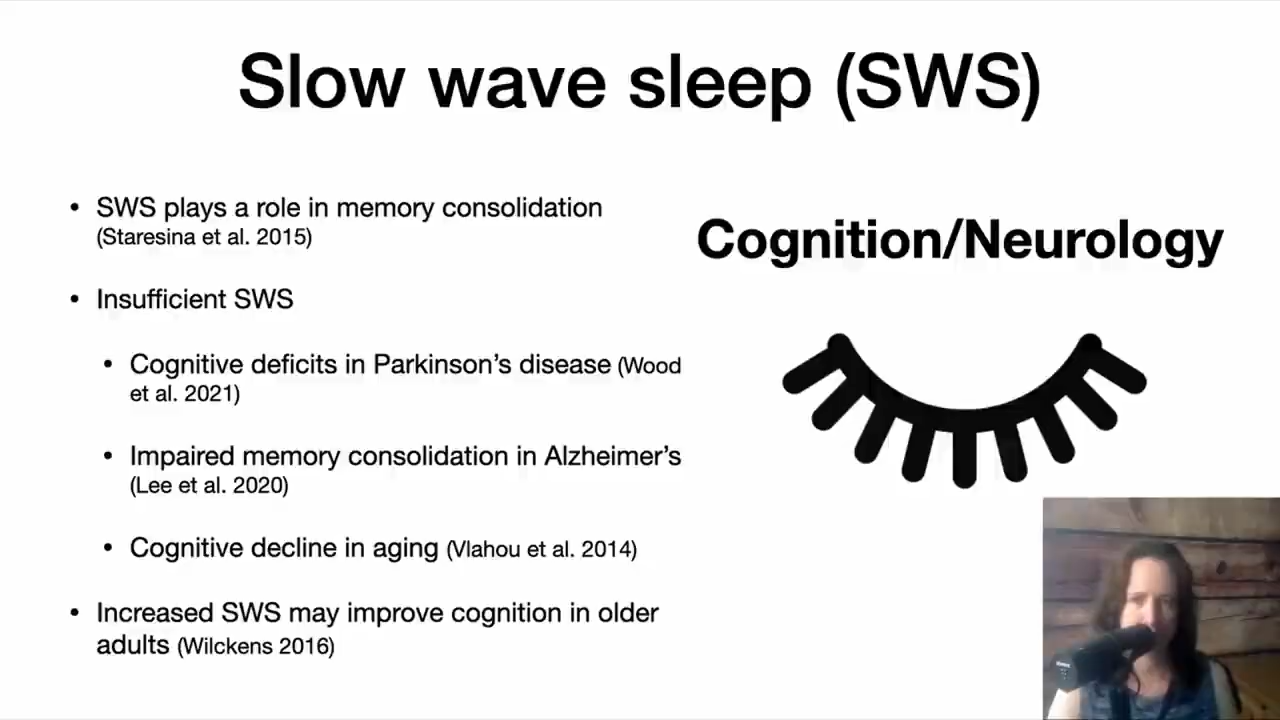 Slow wave sleep (SWS)
• SWS plays a role in memory consolidation
(Staresina et al. 2015)
• Insufficient SWS
• Cognitive deficits in Parkinson’s disease (Wood
et al. 2021)
• Impaired memory consolidation in Alzheimer’s
(Lee et al. 2020)
• Cognitive decline in aging (Vlahou et al. 2014)
• Increased SWS may improve cognition in older
adults (Wilckens 2016)
Cognition/Neurology